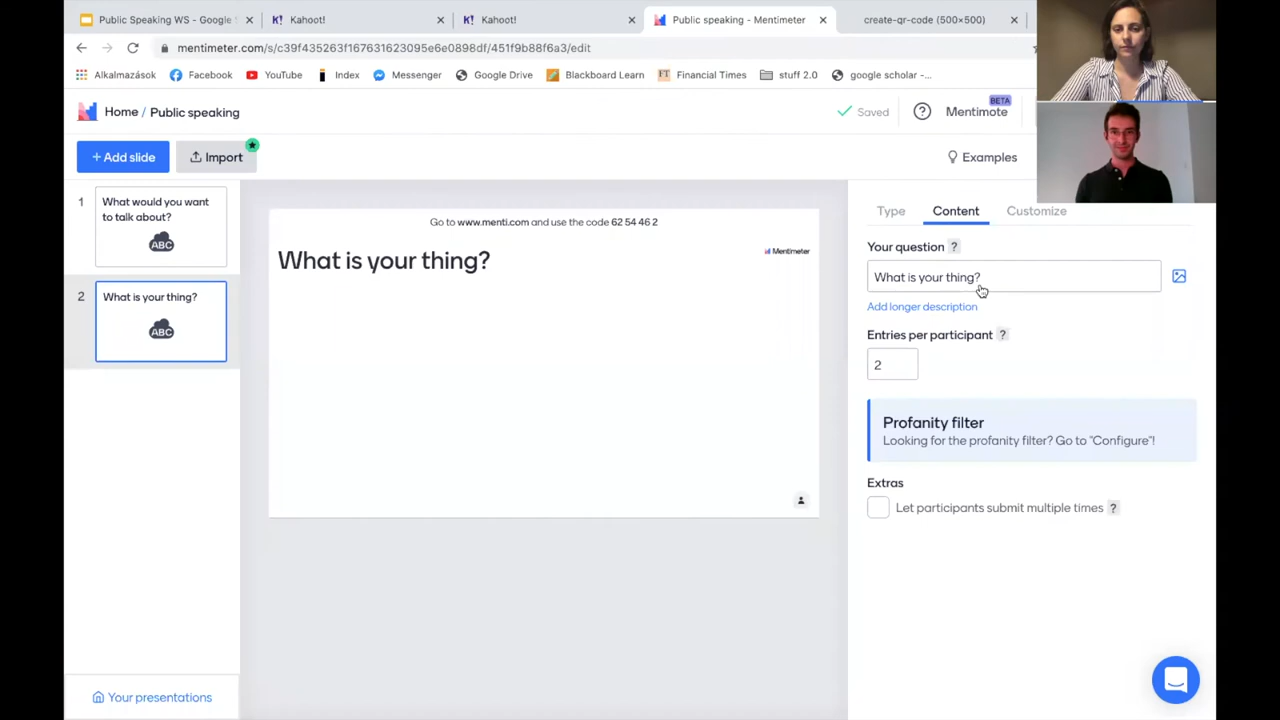 Public Speaking WS - Google S
Kahoot!
Kahoot!
Public speaking - Mentimeter
create-qr-code (500×500)
mentimeter.com/s/c39f435263f167631623095e6e0898df/451f9b88f6a3/edit
Alkalmazások
Facebook
YouTube
Index
Messenger
Google Drive
Blackboard Learn
FT
Financial Times
stuff 2.0
google scholar -...
Home / Public speaking
Saved
?
Mentimote
BETA
+ Add slide
Import
Examples
1
What would you want
to talk about?
ABC
2
What is your thing?
ABC
Go to www.menti.com and use the code 62 54 46 2
What is your thing?
Mentimeter
Type
Content
Customize
Your question ?
What is your thing?
Add longer description
Entries per participant ?
2
Profanity filter
Looking for the profanity filter? Go to "Configure"!
Extras
Let participants submit multiple times ?
Your presentations